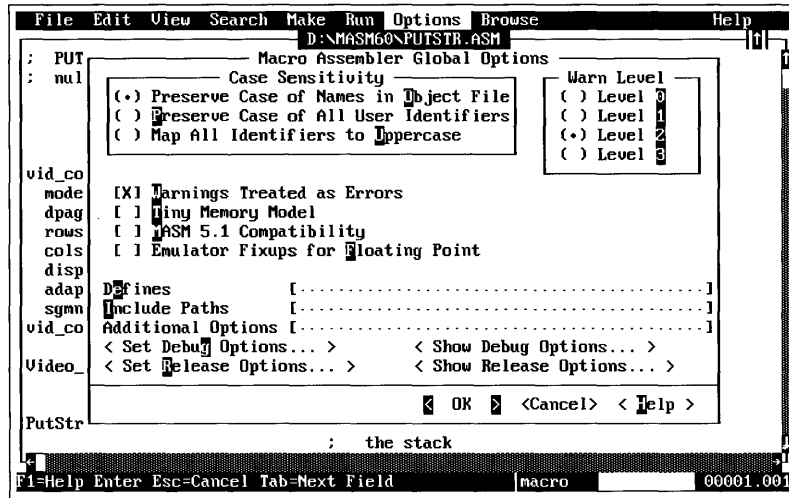 File Edit View Search Make Run Options Browse Help
D:\MASM60\PUTSTR.ASM
; PUT
Macro Assembler Global Options
; nul
Case Sensitivity
Warn Level
(•) Preserve Case of Names in Object File
( ) Level 0
( ) Preserve Case of All User Identifiers
( ) Level 1
( ) Map All Identifiers to Uppercase
(•) Level 2
( ) Level 3
vid_co
mode [X] Warnings Treated as Errors
dpag [ ] Tiny Memory Model
rows [ ] MASM 5.1 Compatibility
cols [ ] Emulator Fixups for Floating Point
disp
adap Defines [..................................................]
sgmn Include Paths [..................................................]
vid_co Additional Options [..................................................]
< Set Debug Options... > < Show Debug Options... >
Video_ < Set Release Options... > < Show Release Options... >
< OK > <Cancel> < Help >
PutStr
; the stack
F1=Help Enter Esc=Cancel Tab=Next Field macro 00001.001